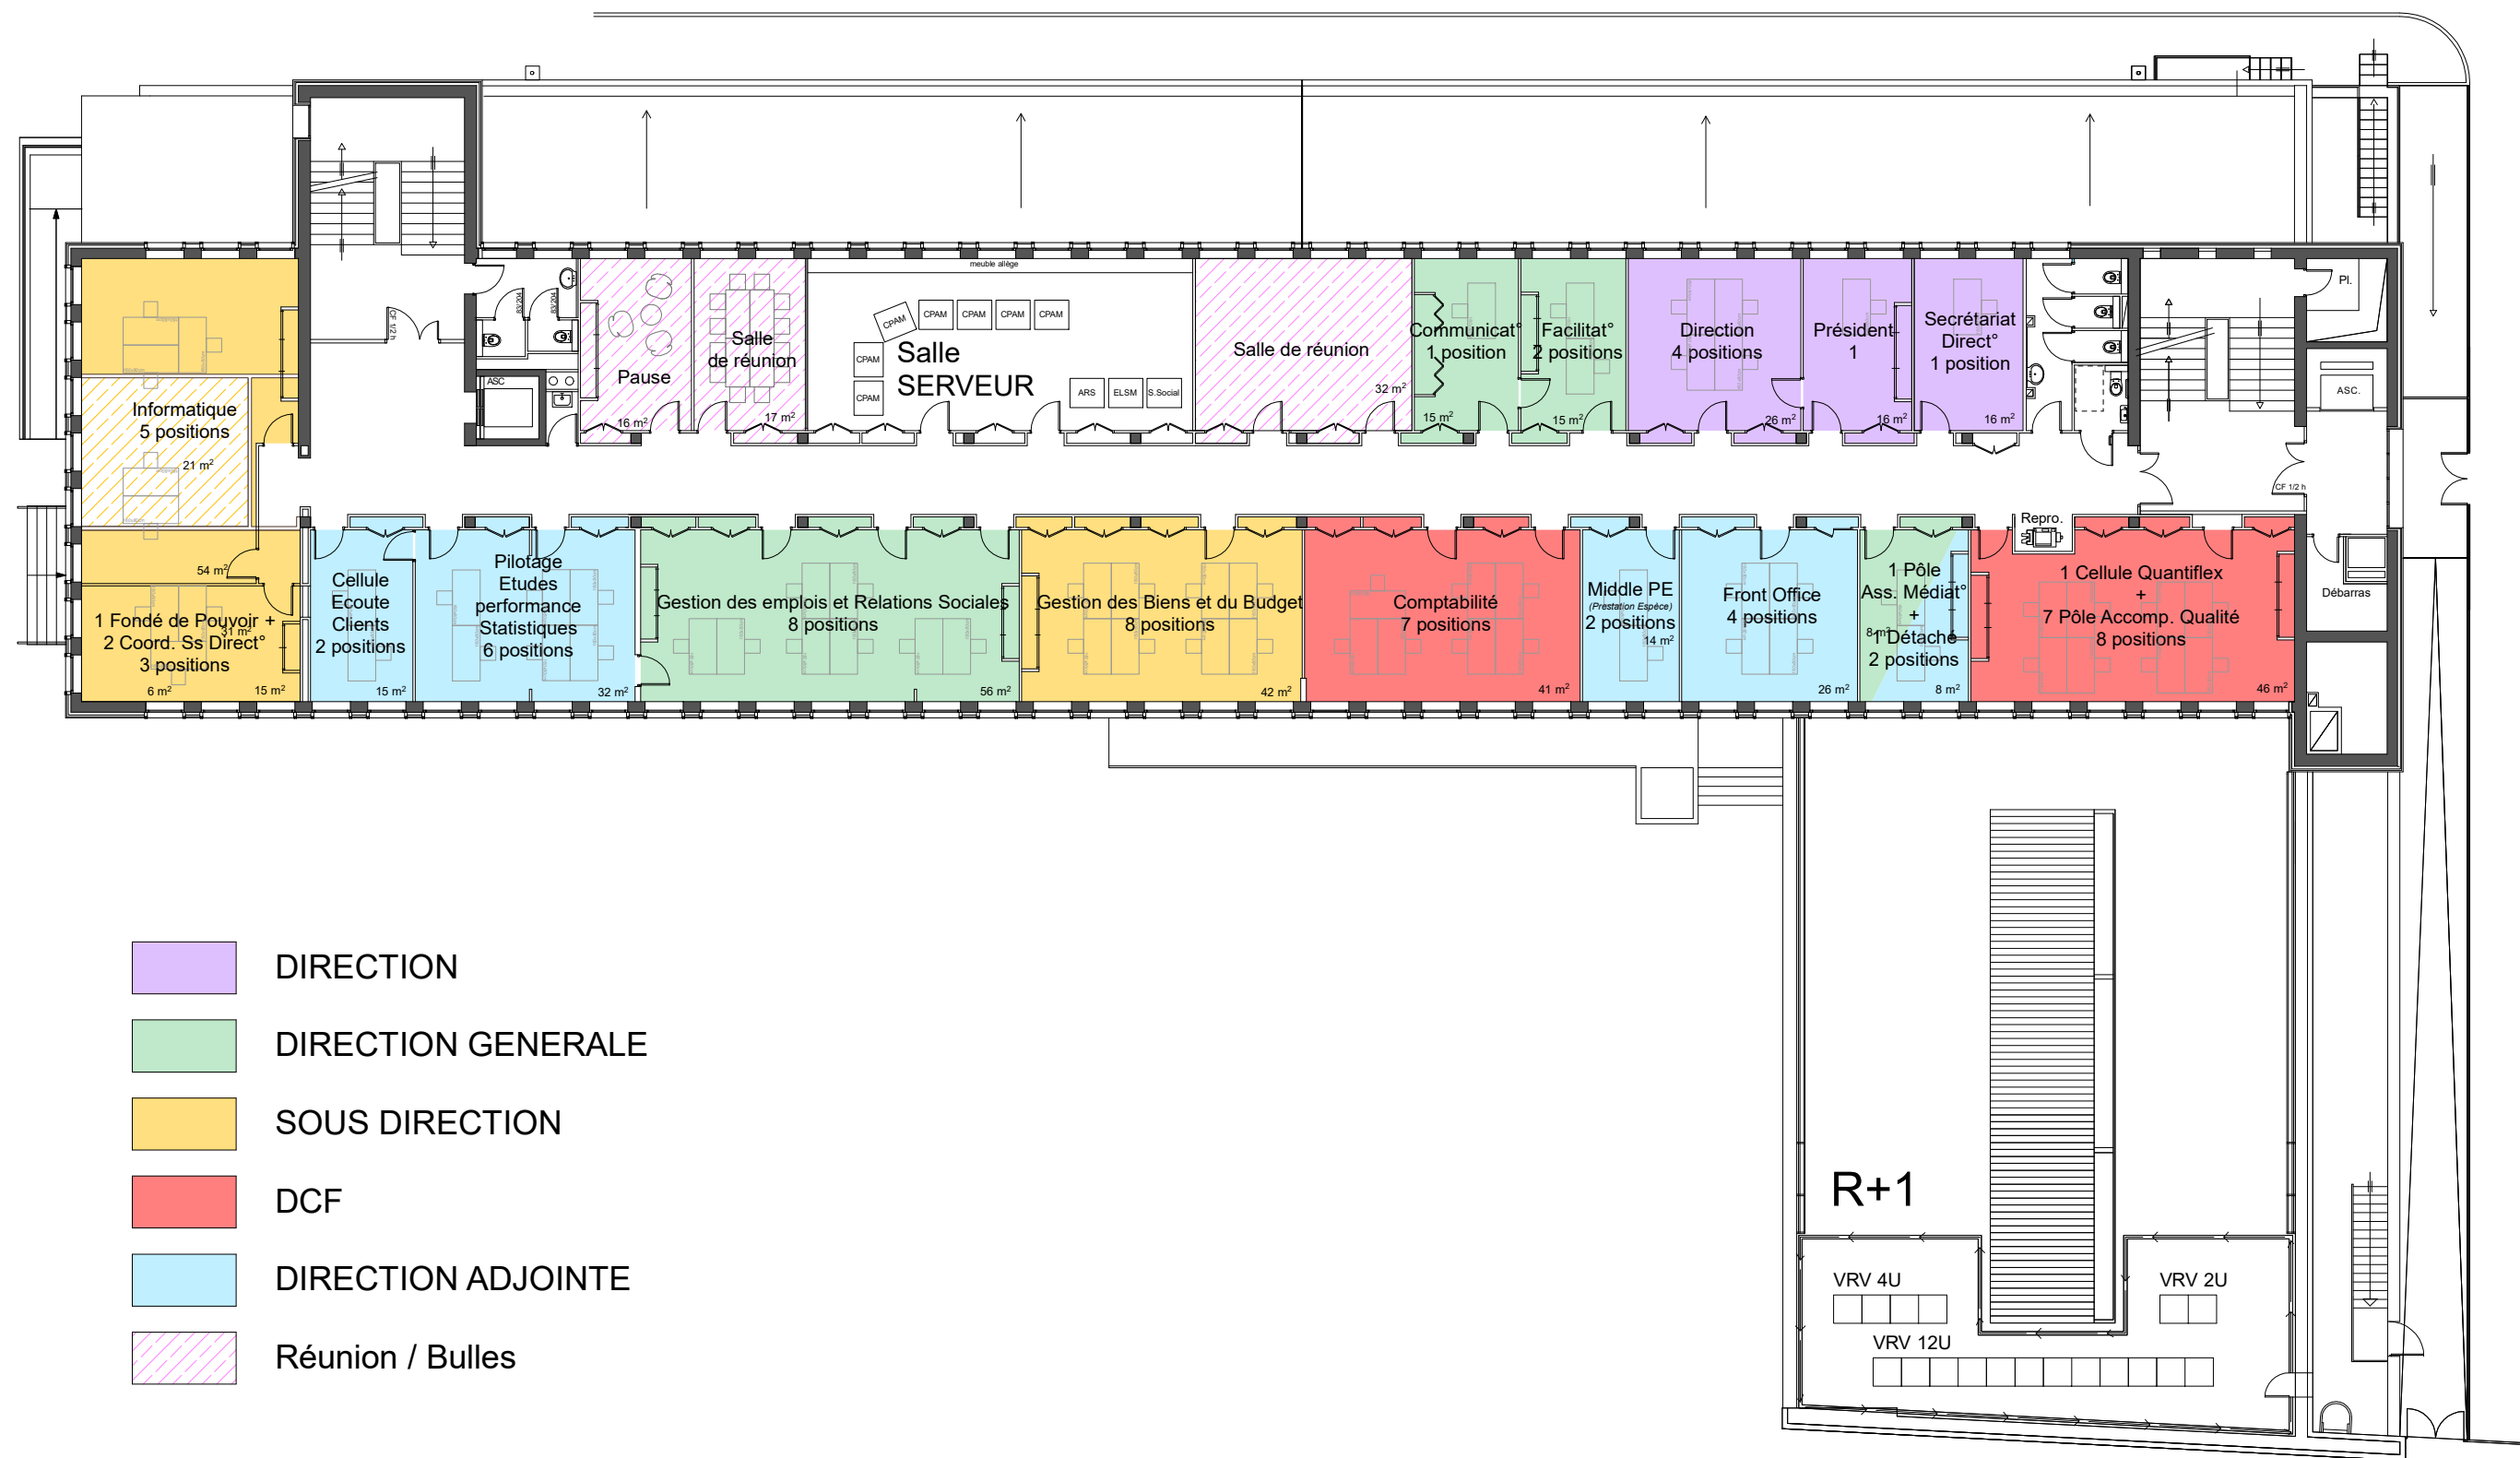 meuble allège
Pl.
CF 1/2 h
83/204
83/204
ASC
ASC.
Pause
16 m²
Salle
de réunion
17 m²
CPAM
CPAM
CPAM
CPAM
CPAM
CPAM
CPAM
Salle
SERVEUR
ARS
ELSM
S.Social
Salle de réunion
32 m²
Communicat°
1 position
15 m²
Facilitat°
2 positions
15 m²
Direction
4 positions
26 m²
Président
1
16 m²
Secrétariat
Direct°
1 position
16 m²
Informatique
5 positions
21 m²
54 m²
CF 1/2 h
Repro.
Débarras
1 Fondé de Pouvoir +
31 m²
2 Coord. Ss Direct°
3 positions
6 m²
15 m²
Cellule
Ecoute
Clients
2 positions
15 m²
Pilotage
Etudes
performance
Statistiques
6 positions
32 m²
Gestion des emplois et Relations Sociales
8 positions
56 m²
Gestion des Biens et du Budget
8 positions
42 m²
Comptabilité
7 positions
41 m²
Middle PE
(Prestation Espèce)
2 positions
14 m²
Front Office
4 positions
26 m²
1 Pôle
Ass. Médiat°
+
8 m²
1 Détaché
2 positions
8 m²
1 Cellule Quantiflex
+
7 Pôle Accomp. Qualité
8 positions
46 m²
DIRECTION
DIRECTION GENERALE
SOUS DIRECTION
DCF
DIRECTION ADJOINTE
Réunion / Bulles
R+1
VRV 4U
VRV 2U
VRV 12U